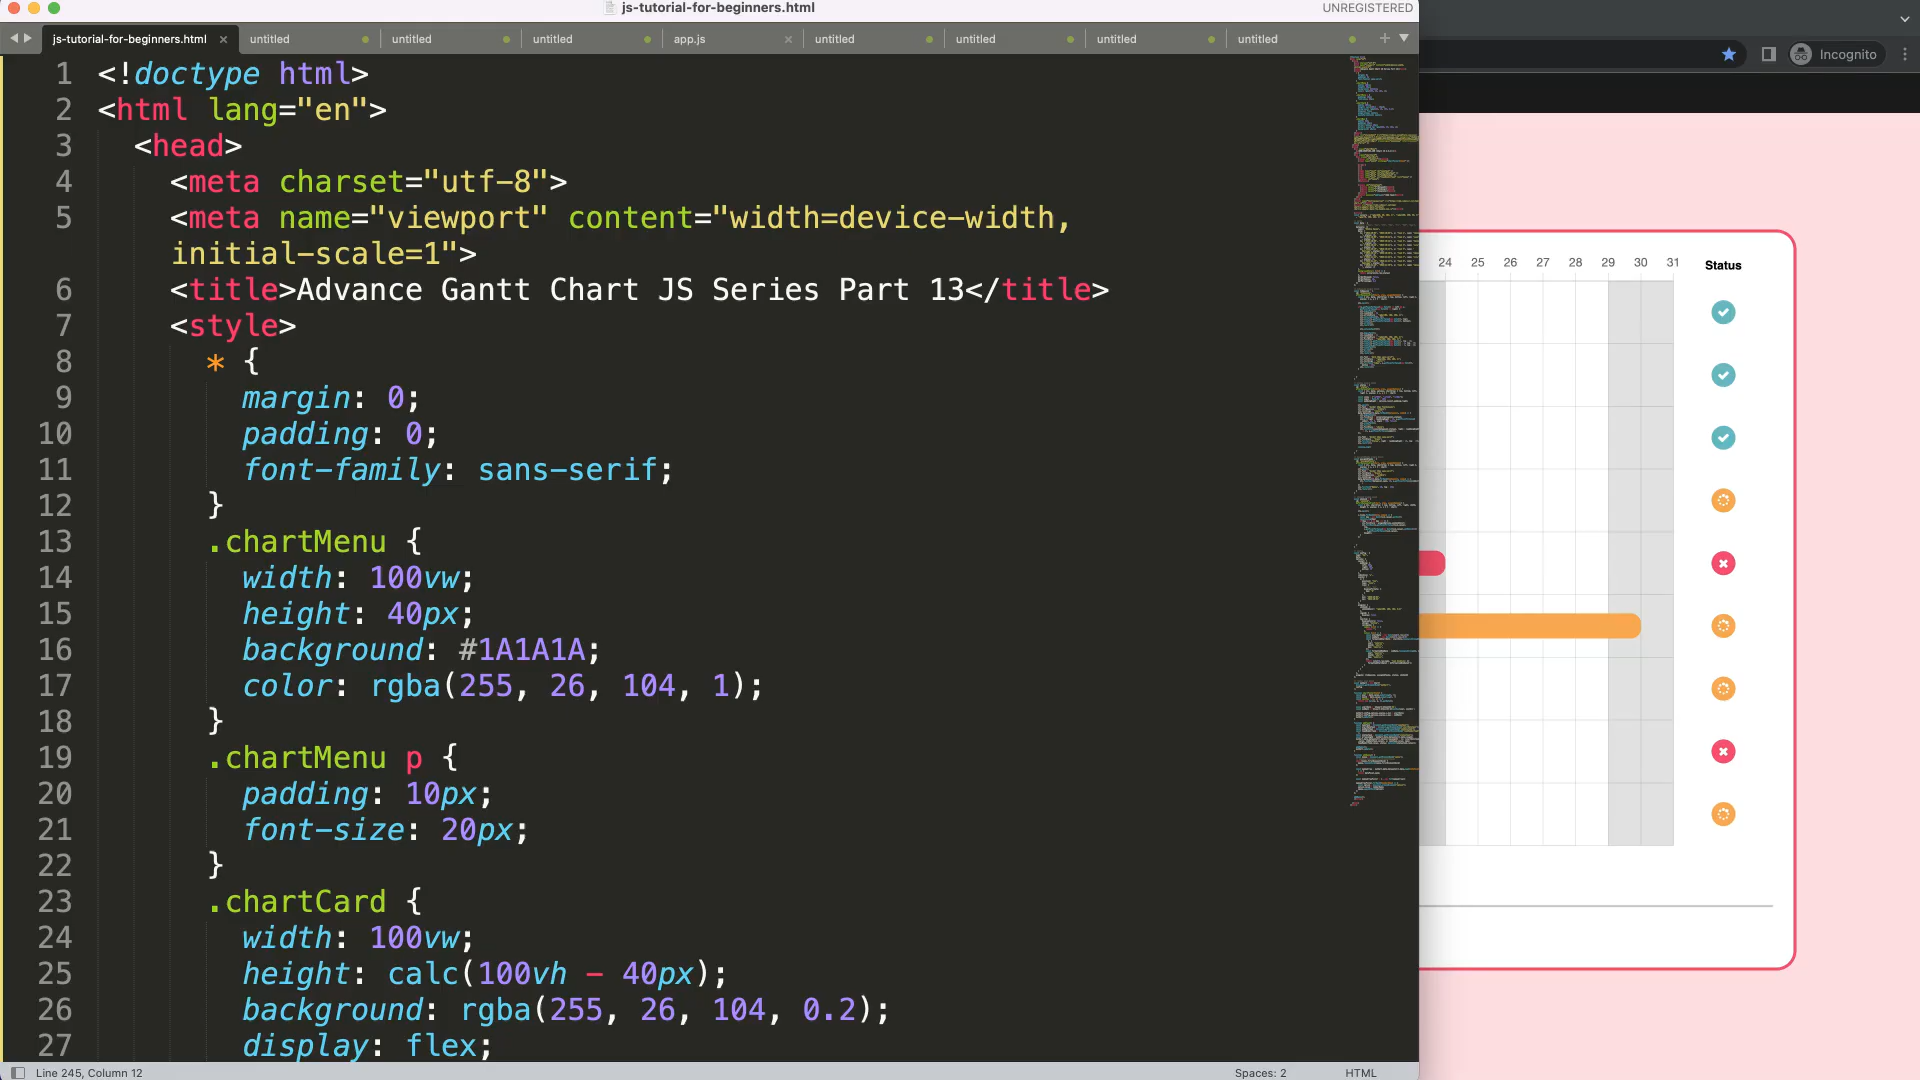 js-tutorial-for-beginners.html
UNREGISTERED
js-tutorial-for-beginners.html × untitled untitled untitled app.js × untitled untitled untitled untitled
Incognito
1 <!doctype html>
2 <html lang="en">
3 <head>
4 <meta charset="utf-8">
5 <meta name="viewport" content="width=device-width,
initial-scale=1">
6 <title>Advance Gantt Chart JS Series Part 13</title>
7 <style>
8 * {
9 margin: 0;
10 padding: 0;
11 font-family: sans-serif;
12 }
13 .chartMenu {
14 width: 100vw;
15 height: 40px;
16 background: #1A1A1A;
17 color: rgba(255, 26, 104, 1);
18 }
19 .chartMenu p {
20 padding: 10px;
21 font-size: 20px;
22 }
23 .chartCard {
24 width: 100vw;
25 height: calc(100vh - 40px);
26 background: rgba(255, 26, 104, 0.2);
27 display: flex;
24 25 26 27 28 29 30 31 Status
Line 245, Column 12
Spaces: 2
HTML